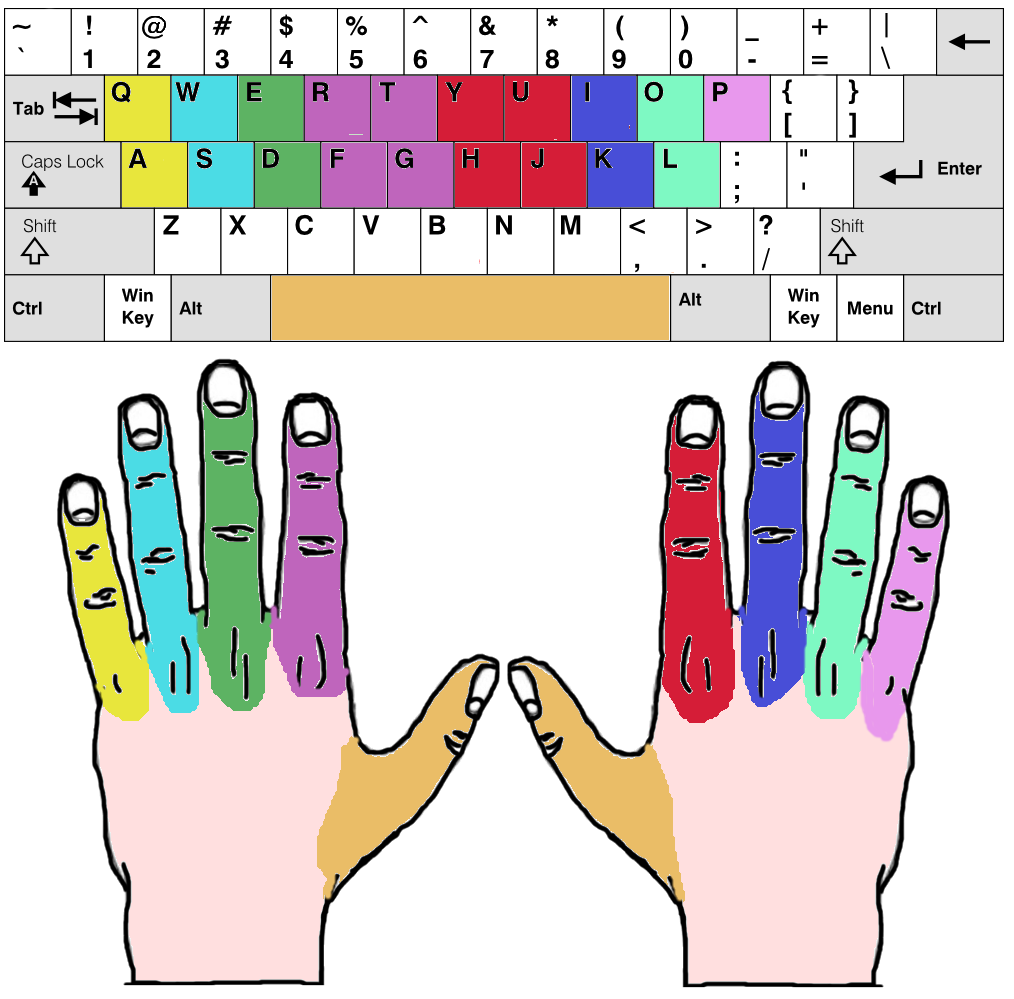 ~ ! @ # $ % ^ & * ( ) _ + |
` 1 2 3 4 5 6 7 8 9 0 - = \
Tab Q W E R T Y U I O P { }
[ ]
Caps Lock A S D F G H J K L : "
; '
A
Enter
Shift Z X C V B N M < > ? Shift
, . /
Ctrl Win Key Alt Alt Win Key Menu Ctrl